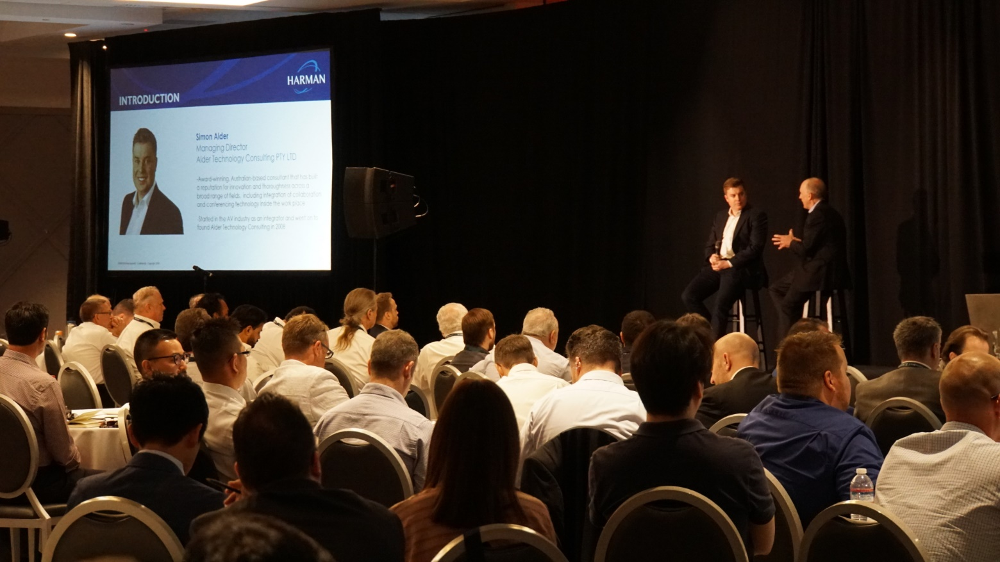 HARMAN
INTRODUCTION
Simon Alder
Managing Director
Alder Technology Consulting PTY LTD
-Award-winning, Australian-based consultant that has built
a reputation for innovation and thoroughness across a
broad range of fields, including integration of collaboration
and conferencing technology inside the work place
Started in the AV industry as an integrator and went on to
found Alder Technology Consulting in 2008